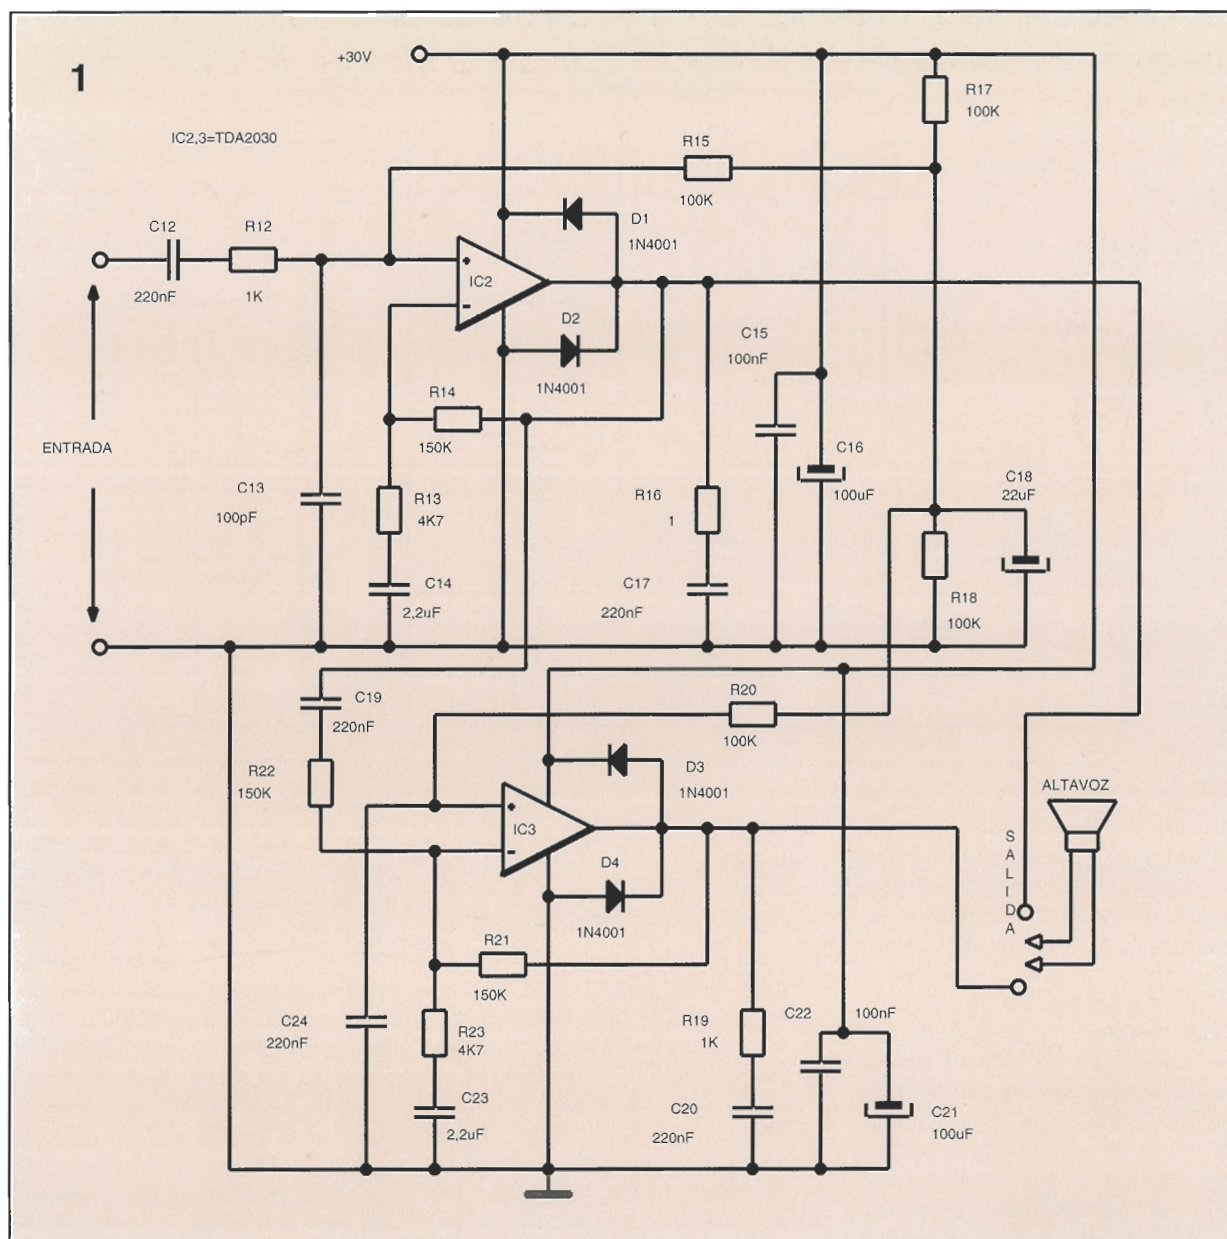 1
+30V
IC2,3=TDA2030
R17
100K
R15
100K
C12
220nF
R12
1K
D1
1N4001
+
IC2
-
D2
1N4001
C15
100nF
R14
150K
ENTRADA
C16
100uF
C18
22uF
C13
100pF
R13
4K7
R16
1
C14
2,2uF
C17
220nF
R18
100K
C19
220nF
R20
100K
R22
150K
D3
1N4001
ALTAVOZ
+
IC3
-
D4
1N4001
SALIDA
R21
150K
C24
220nF
R23
4K7
R19
1K
C22
100nF
C23
2,2uF
C20
220nF
C21
100uF